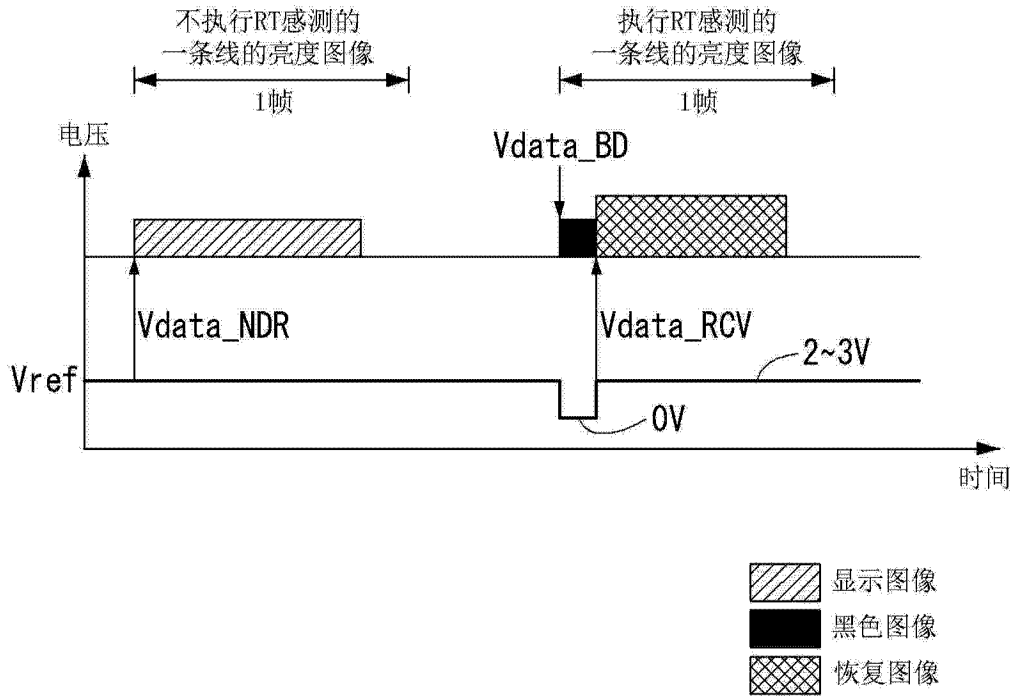 不执行RT感测的
一条线的亮度图像
1帧
执行RT感测的
一条线的亮度图像
1帧
电压
Vdata_BD
Vdata_NDR
Vdata_RCV
2~3V
Vref
0V
时间
显示图像
黑色图像
恢复图像